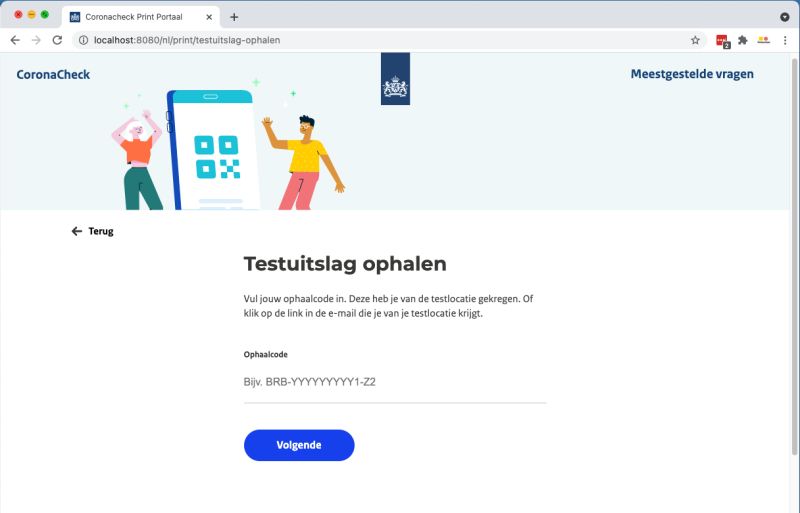 Coronacheck Print Portaal
localhost:8080/nl/print/testuitslag-ophalen
2
CoronaCheck
Meestgestelde vragen
Terug
Testuitslag ophalen
Vul jouw ophaalcode in. Deze heb je van de testlocatie gekregen. Of
klik op de link in de e-mail die je van je testlocatie krijgt.
Ophaalcode
Bijv. BRB-YYYYYYYYY1-Z2
Volgende